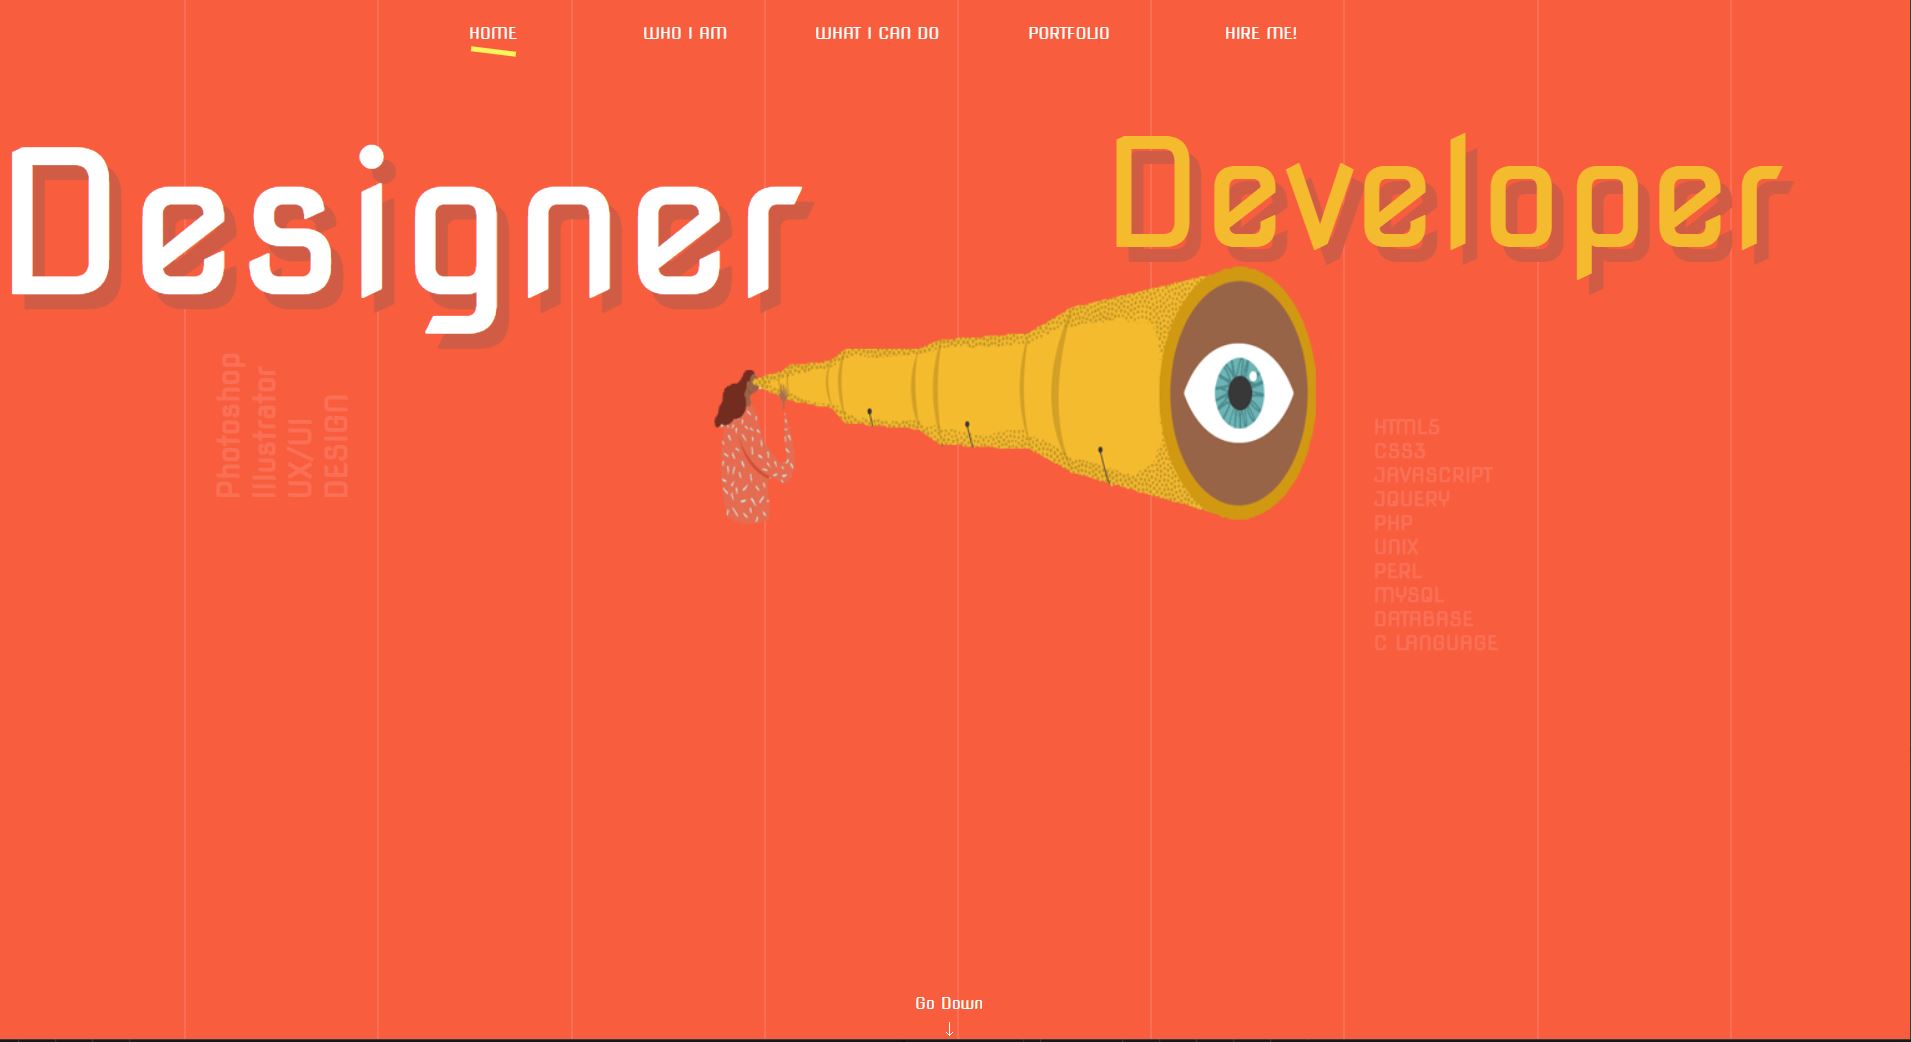 HOME
WHO I AM
WHAT I CAN DO
PORTFOLIO
HIRE ME!
Designer
Developer
Photoshop
Illustrator
UX/UI
DESIGN
HTML5
CSS3
JAVASCRIPT
JQUERY
PHP
UNIX
PERL
MYSQL
DATABASE
C LANGUAGE
Go Down